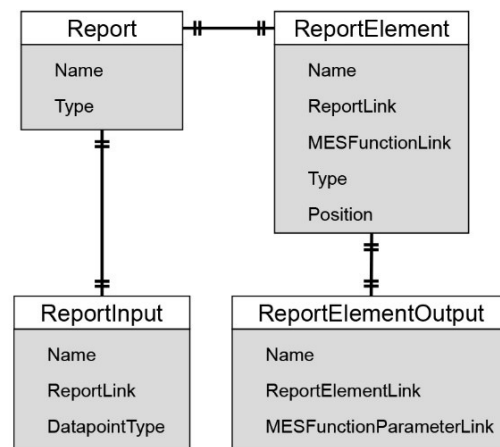 Report
Name
Type
ReportElement
Name
ReportLink
MESFunctionLink
Type
Position
ReportInput
Name
ReportLink
DatapointType
ReportElementOutput
Name
ReportElementLink
MESFunctionParameterLink